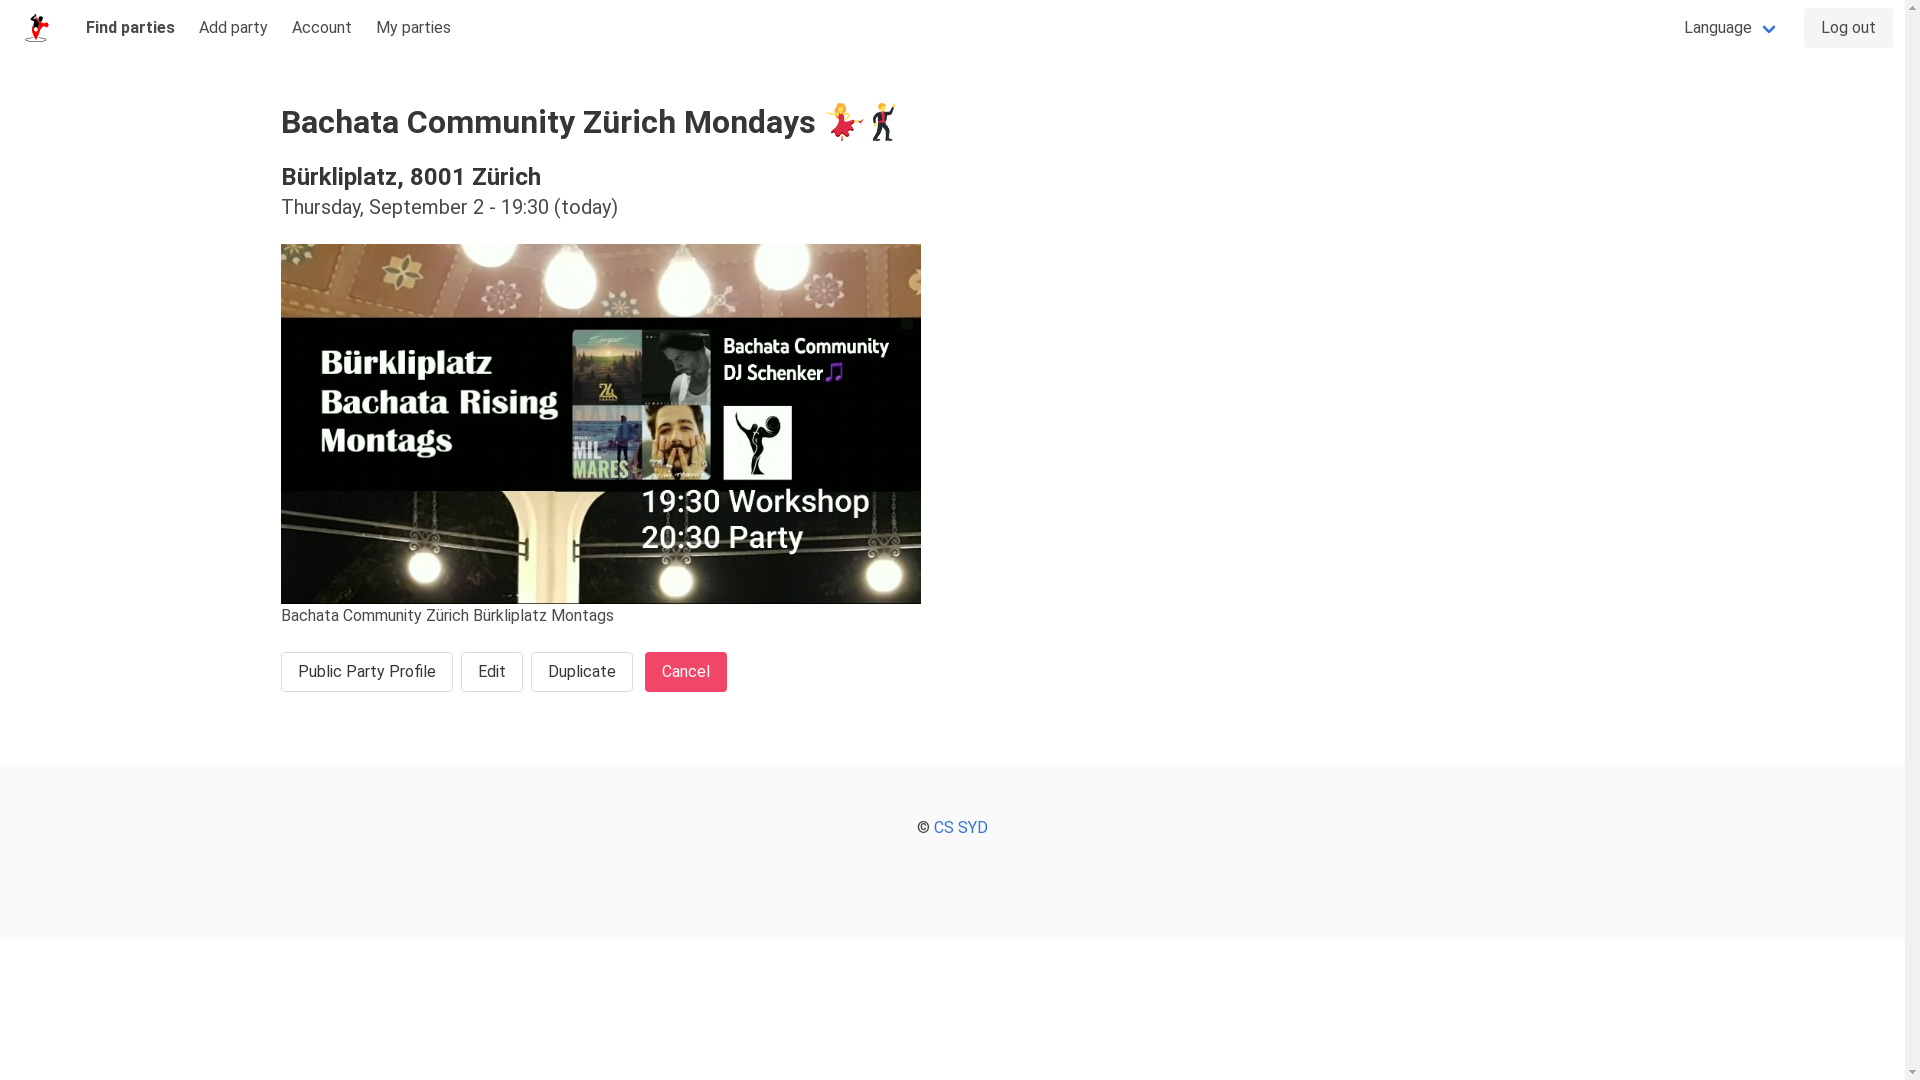 Find parties
Add party
Account
My parties
Language
Log out
Bachata Community Zürich Mondays 💃🕺
Bürkliplatz, 8001 Zürich
Thursday, September 2 - 19:30 (today)
Bürkliplatz
Bachata Rising
Montags
24
MIL
MARES
Bachata Community
DJ Schenker🎵
19:30 Workshop
20:30 Party
Bachata Community Zürich Bürkliplatz Montags
Public Party Profile
Edit
Duplicate
Cancel
© CS SYD